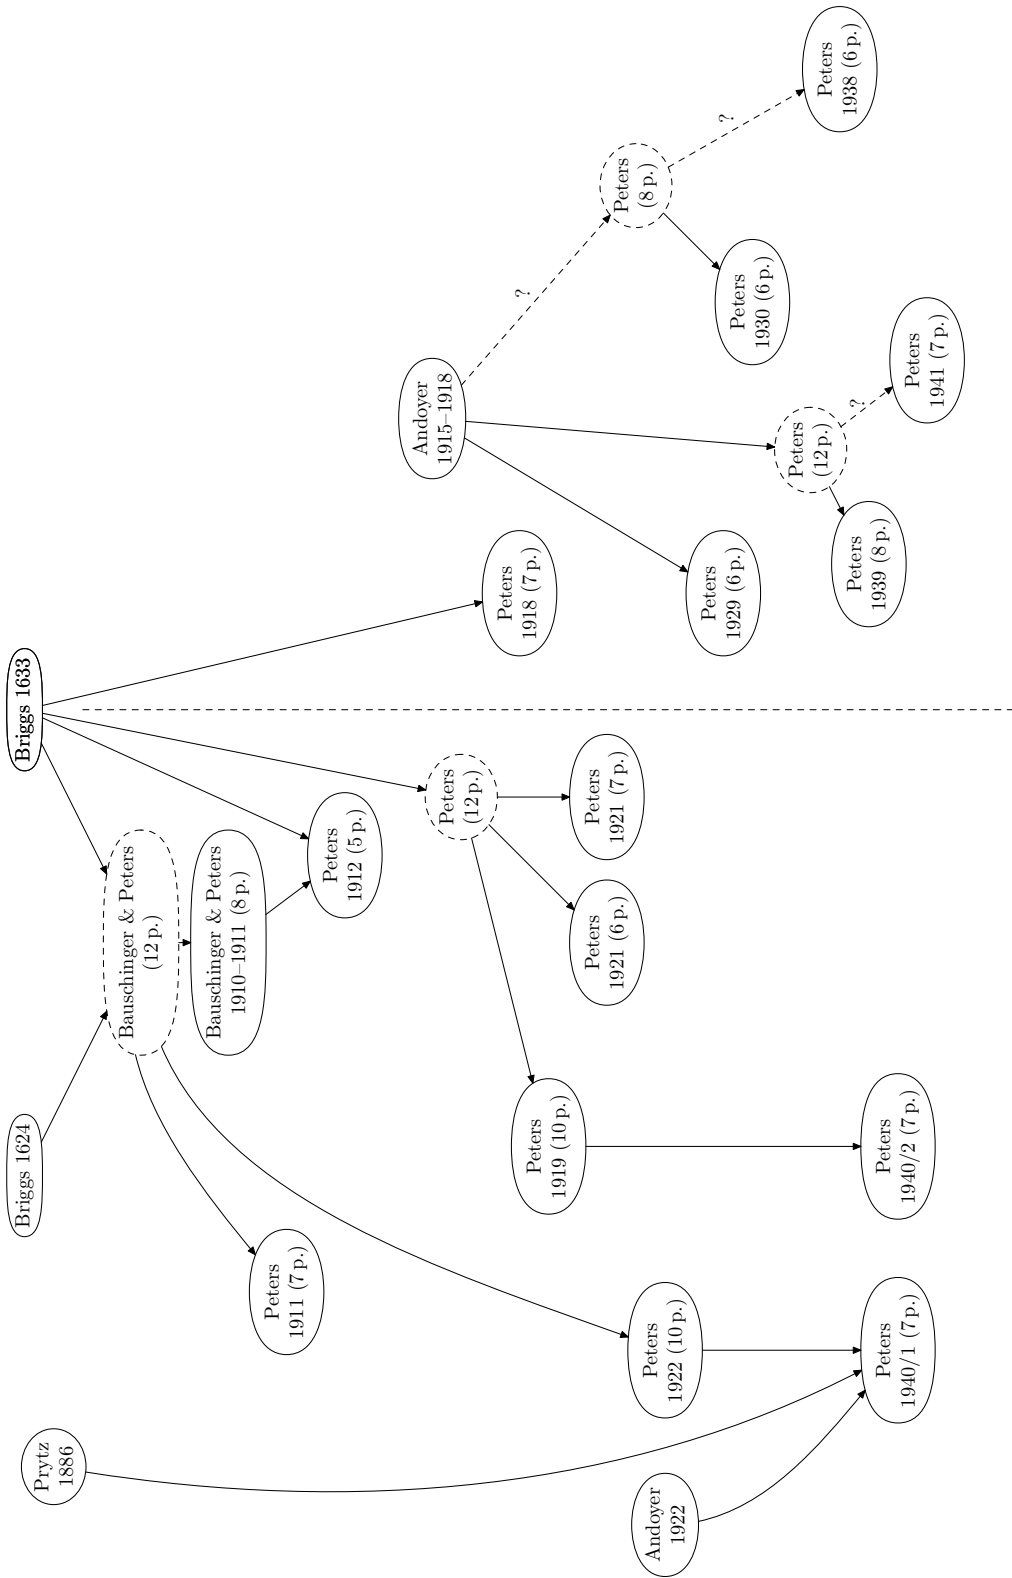 Prytz
1886
Briggs 1624
Briggs 1633
Bauschinger & Peters
(12 p.)
Bauschinger & Peters
1910–1911 (8 p.)
Peters
1911 (7 p.)
Peters
1912 (5 p.)
Andoyer
1915–1918
Peters
(12 p.)
Peters
1918 (7 p.)
Peters
1919 (10 p.)
Peters
1921 (6 p.)
Peters
1921 (7 p.)
?
Peters
(8 p.)
?
Andoyer
1922
Peters
1922 (10 p.)
Peters
1929 (6 p.)
Peters
1930 (6 p.)
Peters
(12 p.)
?
Peters
1938 (6 p.)
Peters
1939 (8 p.)
Peters
1940/1 (7 p.)
Peters
1940/2 (7 p.)
Peters
1941 (7 p.)